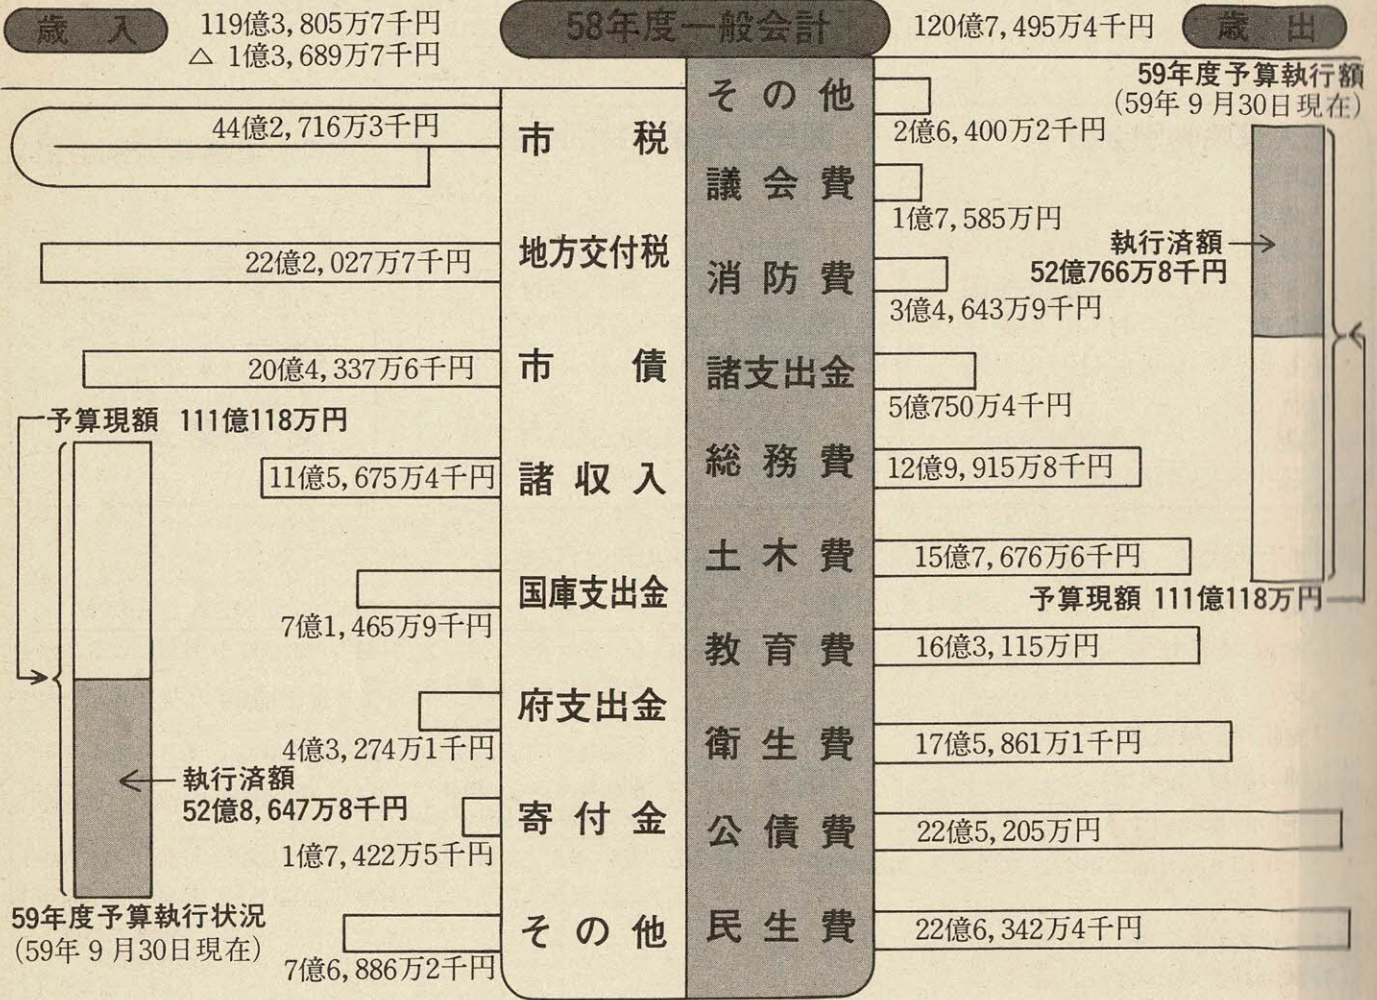 歳入
119億3,805万7千円
△ 1億3,689万7千円
58年度一般会計
120億7,495万4千円
歳出
市税
44億2,716万3千円
地方交付税
22億2,027万7千円
市債
20億4,337万6千円
諸収入
11億5,675万4千円
国庫支出金
7億1,465万9千円
府支出金
4億3,274万1千円
寄付金
1億7,422万5千円
その他
7億6,886万2千円
予算現額 111億118万円
執行済額
52億8,647万8千円
59年度予算執行状況
(59年9月30日現在)
その他
2億6,400万2千円
議会費
1億7,585万円
消防費
3億4,643万9千円
諸支出金
5億750万4千円
総務費
12億9,915万8千円
土木費
15億7,676万6千円
教育費
16億3,115万円
衛生費
17億5,861万1千円
公債費
22億5,205万円
民生費
22億6,342万4千円
59年度予算執行額
(59年9月30日現在)
執行済額
52億766万8千円
予算現額 111億118万円